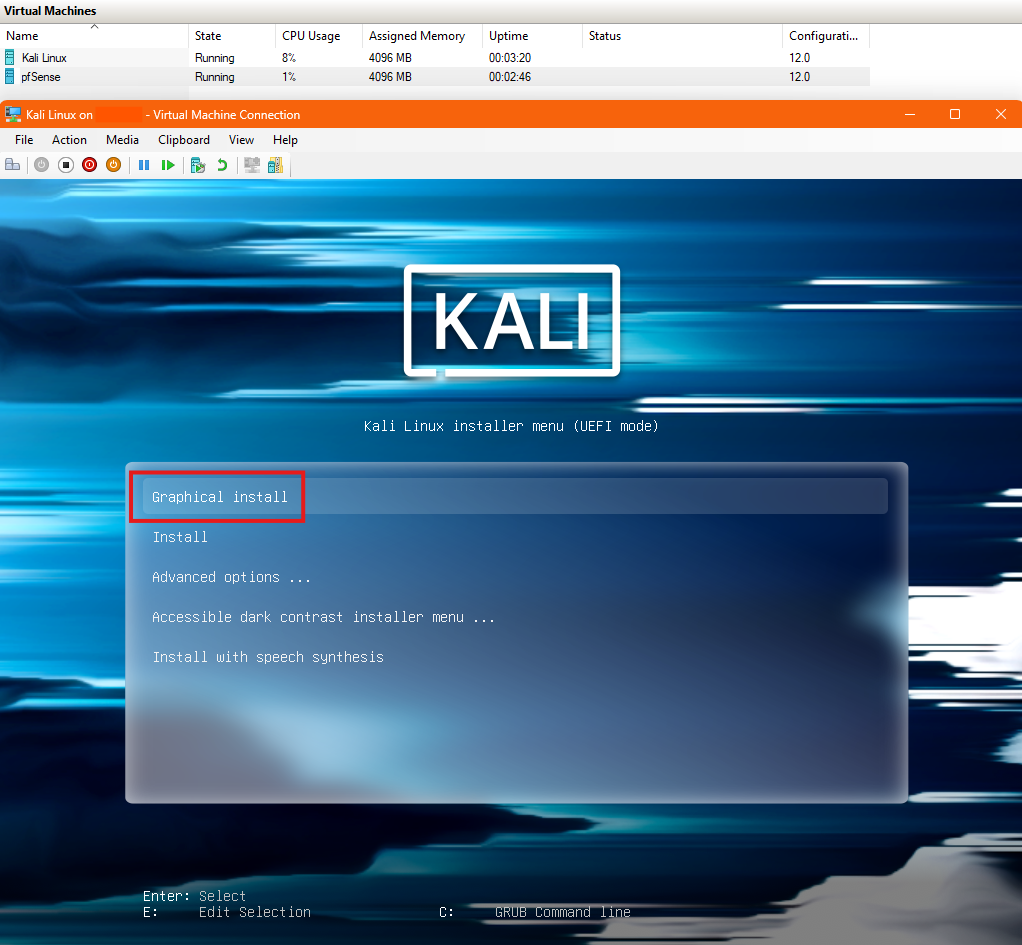 Virtual Machines
Name State CPU Usage Assigned Memory Uptime Status Configurati...
Kali Linux Running 8% 4096 MB 00:03:20 12.0
pfSense Running 1% 4096 MB 00:02:46 12.0
Kali Linux on - Virtual Machine Connection
File Action Media Clipboard View Help
KALI
Kali Linux installer menu (UEFI mode)
Graphical install
Install
Advanced options ...
Accessible dark contrast installer menu ...
Install with speech synthesis
Enter: Select
E: Edit Selection C: GRUB Command line